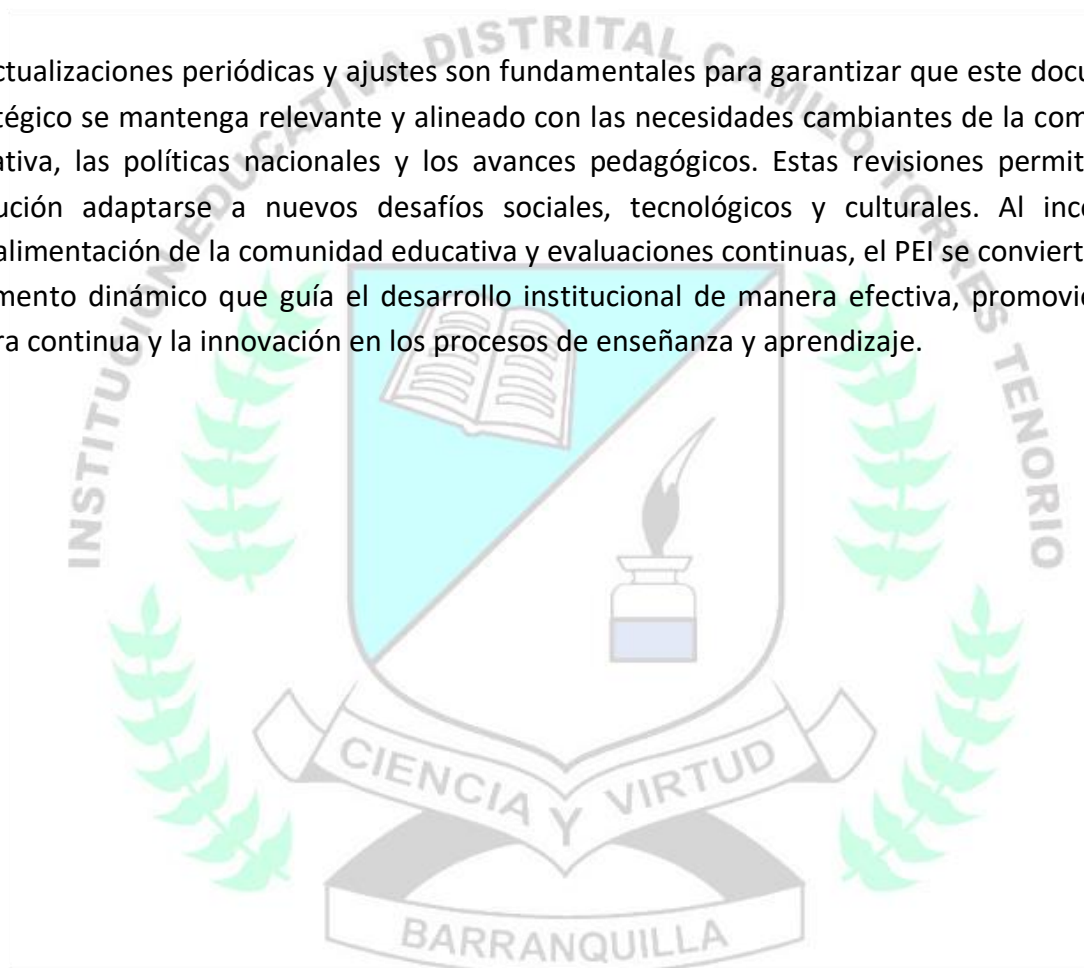 ctualizaciones periódicas y ajustes son fundamentales para garantizar que este docu
tégico se mantenga relevante y alineado con las necesidades cambiantes de la com
ativa, las políticas nacionales y los avances pedagógicos. Estas revisiones permit
ución adaptarse a nuevos desafíos sociales, tecnológicos y culturales. Al inco
alimentación de la comunidad educativa y evaluaciones continuas, el PEI se conviert
mento dinámico que guía el desarrollo institucional de manera efectiva, promovie
ra continua y la innovación en los procesos de enseñanza y aprendizaje.
INSTITUCION EDUCATIVA DISTRITAL CAMILO TORRES TENORIO
CIENCIA Y VIRTUD
BARRANQUILLA